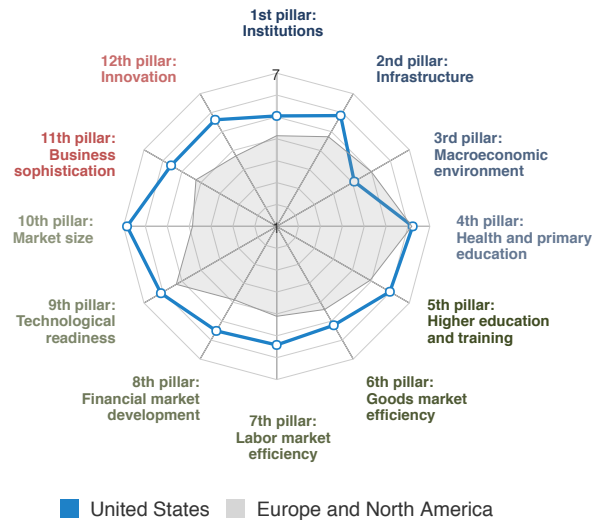 1st pillar:
Institutions
2nd pillar:
Infrastructure
3rd pillar:
Macroeconomic
environment
4th pillar:
Health and primary
education
5th pillar:
Higher education
and training
6th pillar:
Goods market
efficiency
7th pillar:
Labor market
efficiency
8th pillar:
Financial market
development
9th pillar:
Technological
readiness
10th pillar:
Market size
11th pillar:
Business
sophistication
12th pillar:
Innovation
7
1
United States
Europe and North America